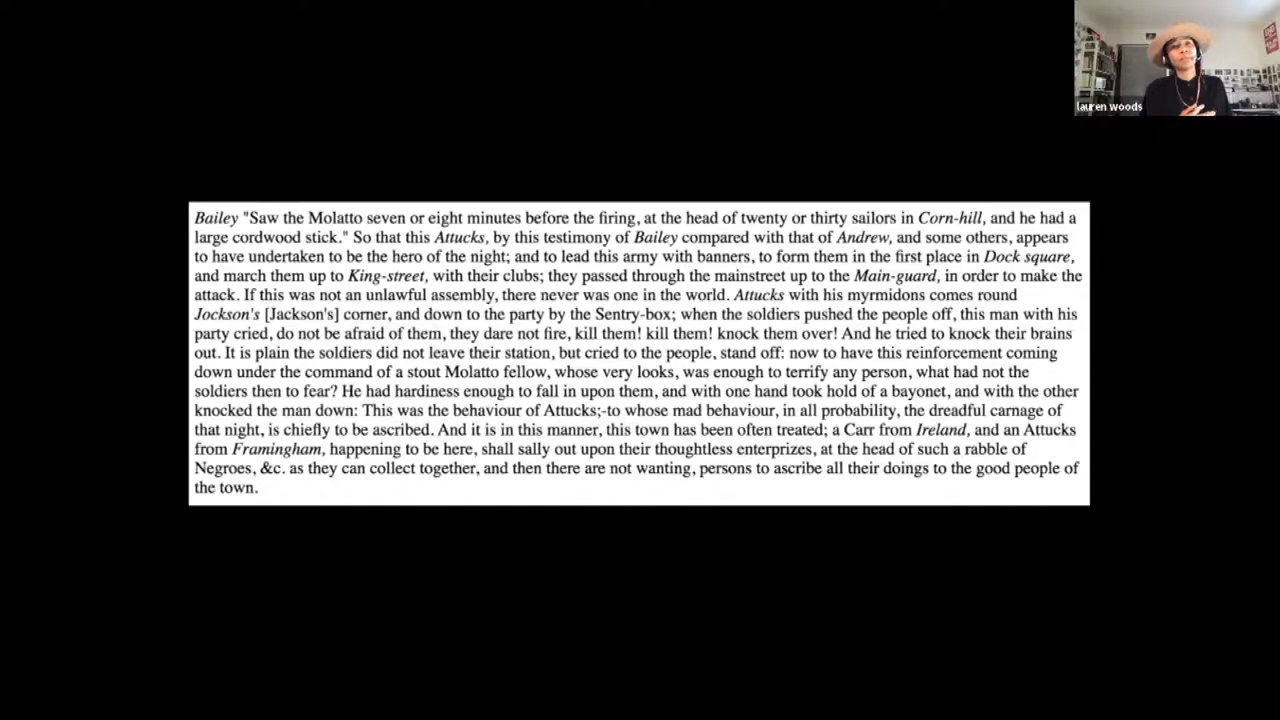 lauren woods
Bailey "Saw the Molatto seven or eight minutes before the firing, at the head of twenty or thirty sailors in Corn-hill, and he had a
large cordwood stick." So that this Attucks, by this testimony of Bailey compared with that of Andrew, and some others, appears
to have undertaken to be the hero of the night; and to lead this army with banners, to form them in the first place in Dock square,
and march them up to King-street, with their clubs; they passed through the mainstreet up to the Main-guard, in order to make the
attack. If this was not an unlawful assembly, there never was one in the world. Attucks with his myrmidons comes round
Jockson's [Jackson's] corner, and down to the party by the Sentry-box; when the soldiers pushed the people off, this man with his
party cried, do not be afraid of them, they dare not fire, kill them! kill them! knock them over! And he tried to knock their brains
out. It is plain the soldiers did not leave their station, but cried to the people, stand off: now to have this reinforcement coming
down under the command of a stout Molatto fellow, whose very looks, was enough to terrify any person, what had not the
soldiers then to fear? He had hardiness enough to fall in upon them, and with one hand took hold of a bayonet, and with the other
knocked the man down: This was the behaviour of Attucks;-to whose mad behaviour, in all probability, the dreadful carnage of
that night, is chiefly to be ascribed. And it is in this manner, this town has been often treated; a Carr from Ireland, and an Attucks
from Framingham, happening to be here, shall sally out upon their thoughtless enterprizes, at the head of such a rabble of
Negroes, &c. as they can collect together, and then there are not wanting, persons to ascribe all their doings to the good people of
the town.